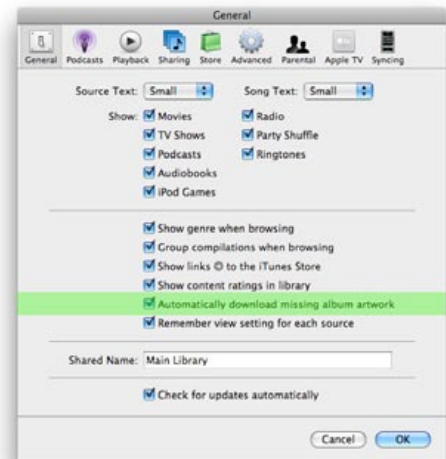 General
General Podcasts Playback Sharing Store Advanced Parental Apple TV Syncing
Source Text: Small Song Text: Small
Show: Movies Radio
TV Shows Party Shuffle
Podcasts Ringtones
Audiobooks
iPod Games
Show genre when browsing
Group compilations when browsing
Show links to the iTunes Store
Show content ratings in library
Automatically download missing album artwork
Remember view setting for each source
Shared Name: Main Library
Check for updates automatically
Cancel OK